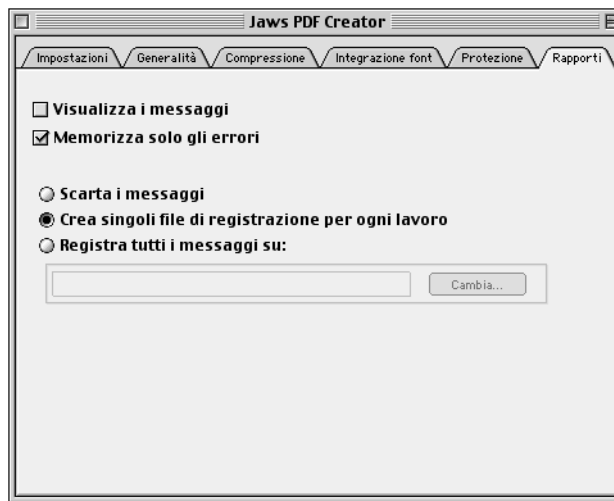 Jaws PDF Creator
Impostazioni Generalità Compressione Integrazione font Protezione Rapporti
Visualizza i messaggi
Memorizza solo gli errori
Scarta i messaggi
Crea singoli file di registrazione per ogni lavoro
Registra tutti i messaggi su:
Cambia...